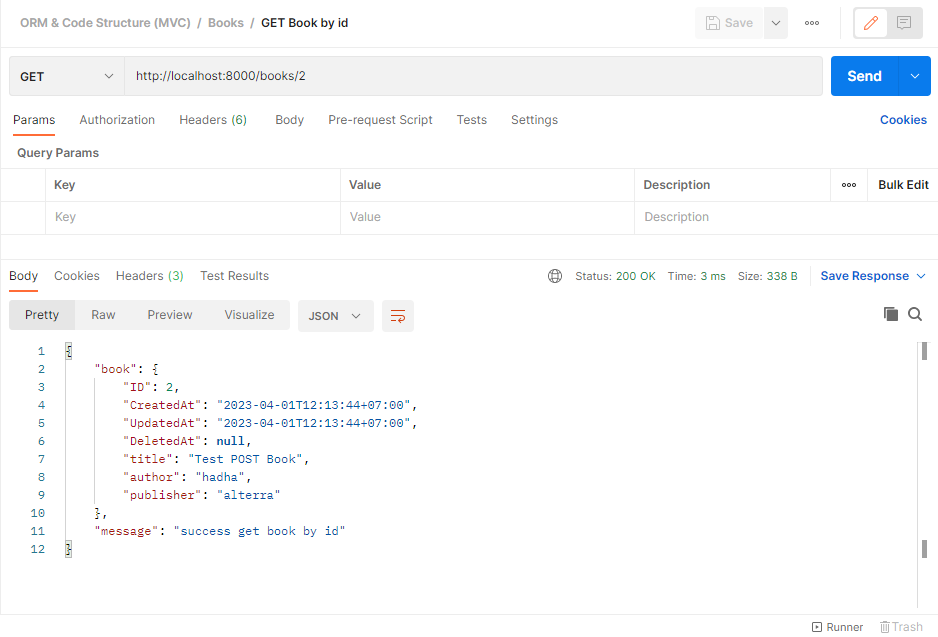 ORM & Code Structure (MVC) / Books / GET Book by id Save
GET http://localhost:8000/books/2 Send
Params Authorization Headers (6) Body Pre-request Script Tests Settings Cookies
Query Params
Key Value Description Bulk Edit
Key Value Description
Body Cookies Headers (3) Test Results Status: 200 OK Time: 3 ms Size: 338 B Save Response
Pretty Raw Preview Visualize JSON
1 {
2 "book": {
3 "ID": 2,
4 "CreatedAt": "2023-04-01T12:13:44+07:00",
5 "UpdatedAt": "2023-04-01T12:13:44+07:00",
6 "DeletedAt": null,
7 "title": "Test POST Book",
8 "author": "hadha",
9 "publisher": "alterra"
10 },
11 "message": "success get book by id"
12 }
Runner Trash